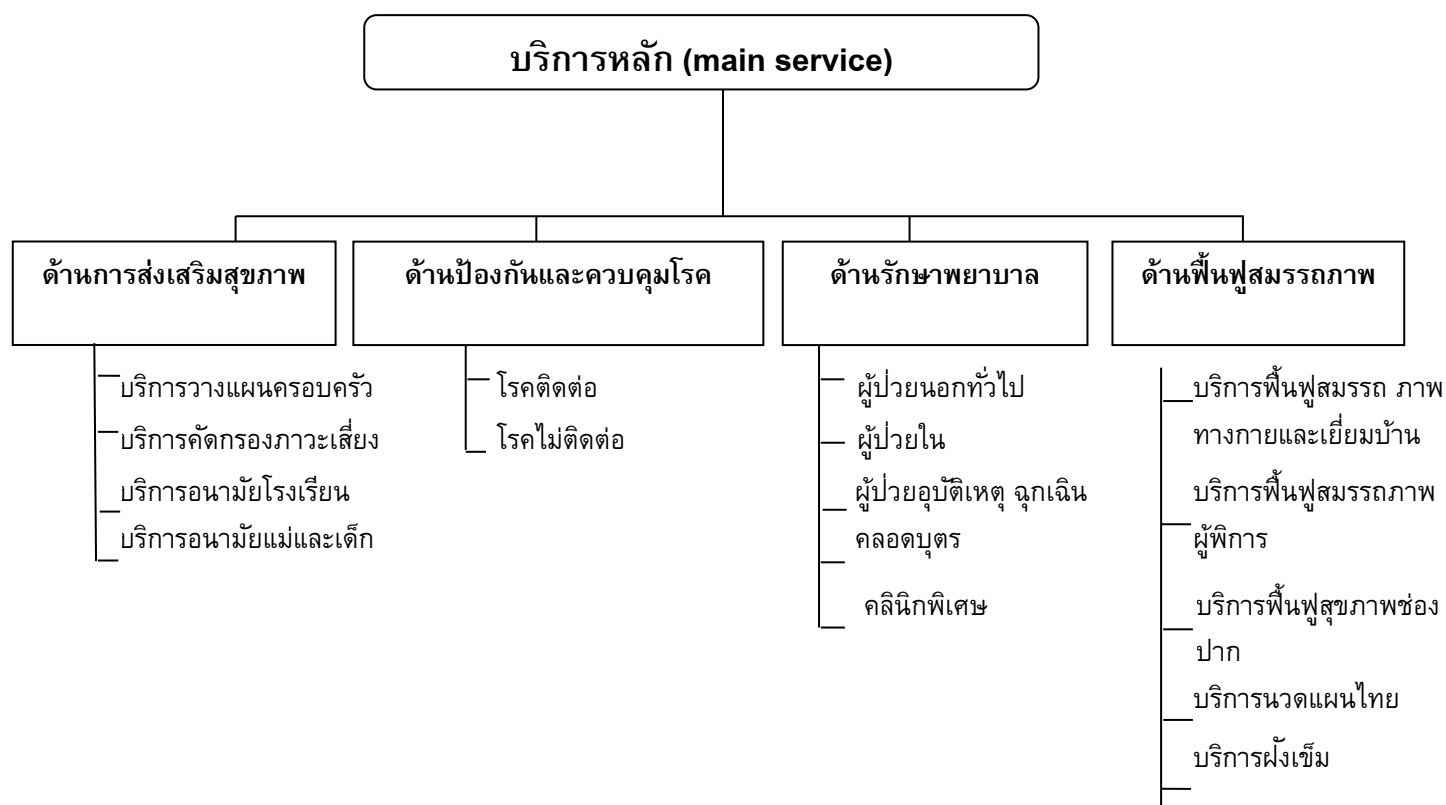 บริการหลัก (main service)
ด้านการส่งเสริมสุขภาพ
บริการวางแผนครอบครัว
บริการคัดกรองภาวะเสี่ยง
บริการอนามัยโรงเรียน
บริการอนามัยแม่และเด็ก
ด้านป้องกันและควบคุมโรค
โรคติดต่อ
โรคไม่ติดต่อ
ด้านรักษาพยาบาล
ผู้ป่วยนอกทั่วไป
ผู้ป่วยใน
ผู้ป่วยอุบัติเหตุ ฉุกเฉิน
คลอดบุตร
คลินิกพิเศษ
ด้านฟื้นฟูสมรรถภาพ
บริการฟื้นฟูสมรรถ ภาพ
ทางกายและเยี่ยมบ้าน
บริการฟื้นฟูสมรรถภาพ
ผู้พิการ
บริการฟื้นฟูสุขภาพช่อง
ปาก
บริการนวดแผนไทย
บริการฝังเข็ม